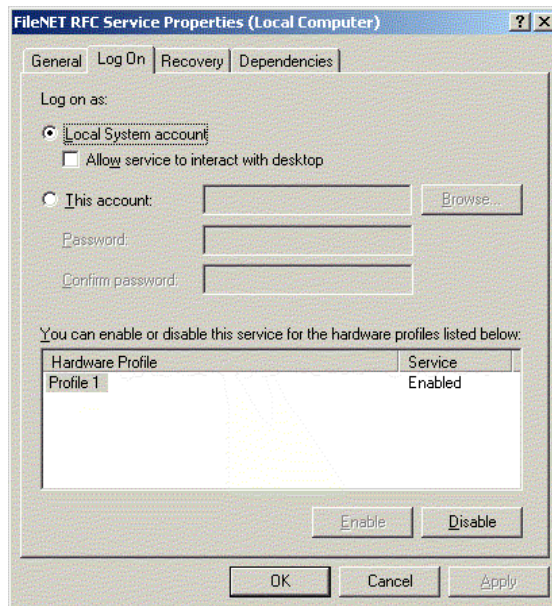 FileNET RFC Service Properties (Local Computer)
General Log On Recovery Dependencies
Log on as:
Local System account
Allow service to interact with desktop
This account:
Browse...
Password:
Confirm password:
You can enable or disable this service for the hardware profiles listed below:
Hardware Profile Service
Profile 1 Enabled
Enable Disable
OK Cancel Apply